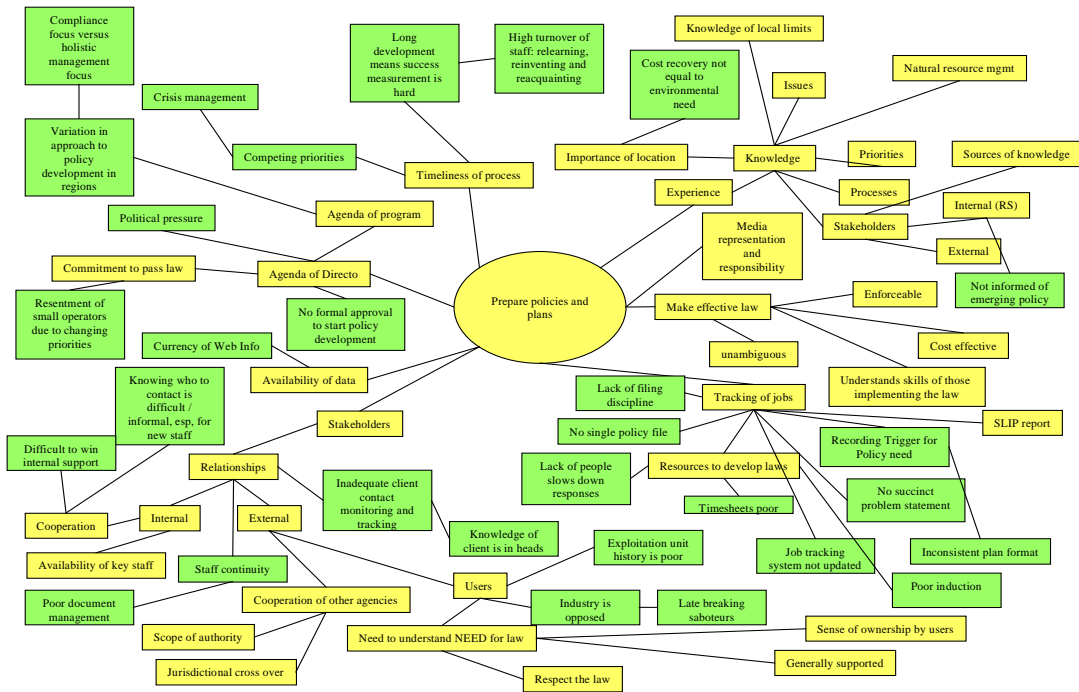 Compliance
focus versus
holistic
management
focus
Long
development
means success
measurement is
hard
High turnover of
staff: relearning,
reinventing and
reacquainting
Knowledge of local limits
Cost recovery not
equal to
environmental
need
Natural resource mgmt
Issues
Crisis management
Variation in
approach to
policy
development in
regions
Competing priorities
Timeliness of process
Importance of location
Knowledge
Priorities
Sources of knowledge
Experience
Processes
Internal (RS)
Stakeholders
External
Agenda of program
Political pressure
Media
representation
and
responsibility
Commitment to pass law
Agenda of Directo
Not informed of
emerging policy
Resentment of
small operators
due to changing
priorities
No formal approval
to start policy
development
Prepare policies and
plans
Make effective law
Enforceable
Cost effective
unambiguous
Understands skills of those
implementing the law
Currency of Web Info
Availability of data
Knowing who to
contact is
difficult /
informal, esp, for
new staff
Stakeholders
Lack of filing
discipline
Tracking of jobs
SLIP report
No single policy file
Recording Trigger for
Policy need
Difficult to win
internal support
Relationships
Lack of people
slows down
responses
Resources to develop laws
Timesheets poor
No succinct
problem statement
Inadequate client
contact
monitoring and
tracking
Cooperation
Internal
External
Knowledge of
client is in heads
Exploitation unit
history is poor
Job tracking
system not updated
Inconsistent plan format
Availability of key staff
Staff continuity
Poor induction
Users
Poor document
management
Cooperation of other agencies
Industry is
opposed
Late breaking
saboteurs
Scope of authority
Need to understand NEED for law
Sense of ownership by users
Jurisdictional cross over
Generally supported
Respect the law